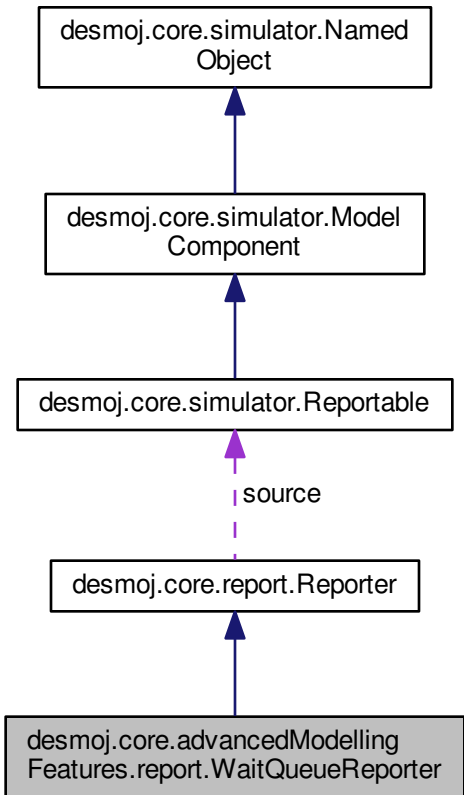 desmoj.core.simulator.Named
Object
desmoj.core.simulator.Model
Component
desmoj.core.simulator.Reportable
source
desmoj.core.report.Reporter
desmoj.core.advancedModelling
Features.report.WaitQueueReporter